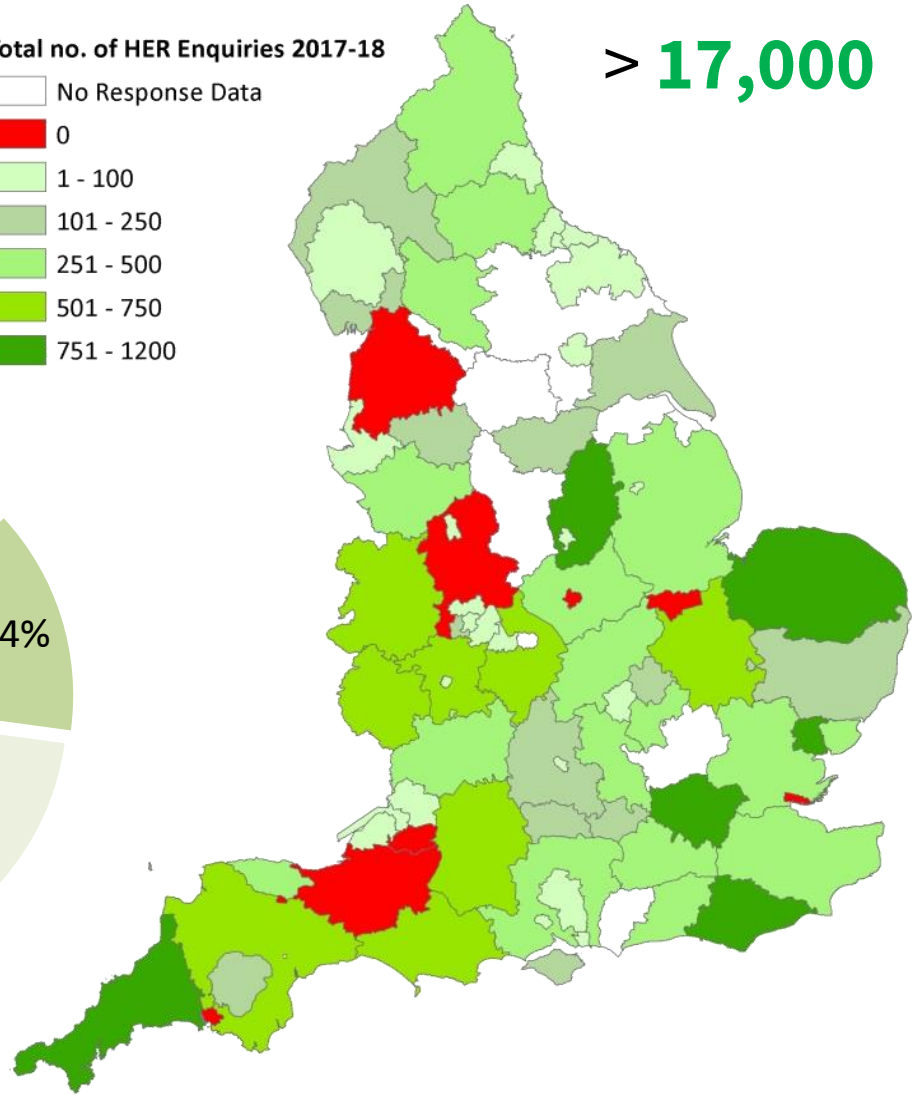 otal no. of HER Enquiries 2017-18
> 17,000
No Response Data
0
1 - 100
101 - 250
251 - 500
501 - 750
751 - 1200
4%